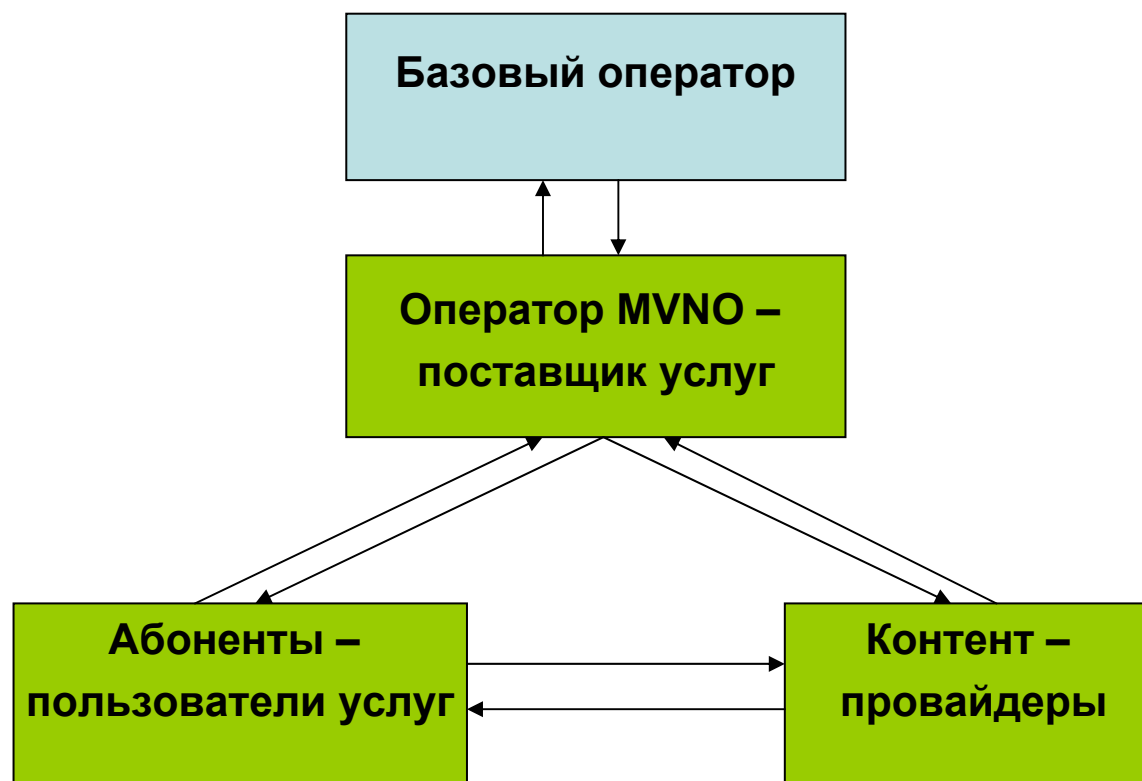 Базовый оператор
Оператор MVNO –
поставщик услуг
Абоненты –
пользователи услуг
Контент –
провайдеры